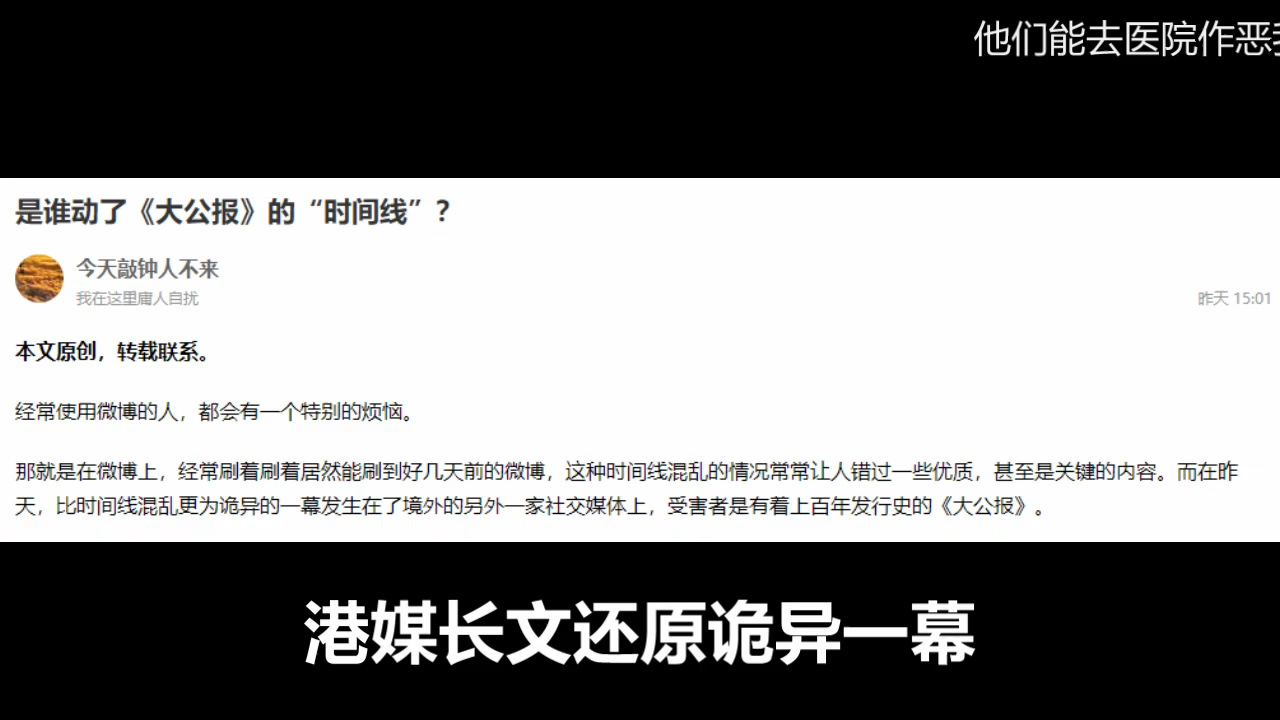 他们能去医院作恶
是谁动了《大公报》的“时间线”？
今天敲钟人不来
我在这里庸人自扰
昨天 15:01
本文原创，转载联系。
经常使用微博的人，都会有一个特别的烦恼。
那就是在微博上，经常刷着刷着居然能刷到好几天前的微博，这种时间线混乱的情况常常让人错过一些优质，甚至是关键的内容。而在昨
天，比时间线混乱更为诡异的一幕发生在了境外的另外一家社交媒体上，受害者是有着上百年发行史的《大公报》。
港媒长文还原诡异一幕